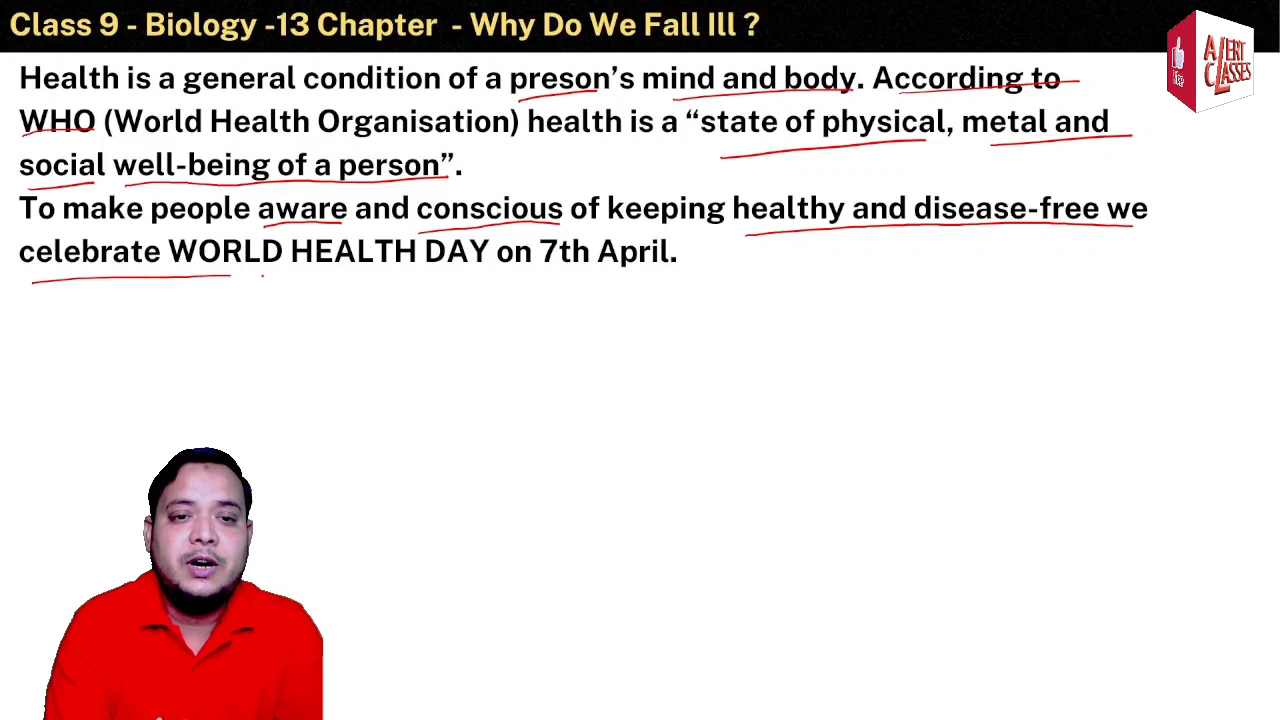 Class 9 - Biology -13 Chapter - Why Do We Fall Ill ?
ALERT CLASSES
Health is a general condition of a preson's mind and body. According to
WHO (World Health Organisation) health is a “state of physical, metal and
social well-being of a person”.
To make people aware and conscious of keeping healthy and disease-free we
celebrate WORLD HEALTH DAY on 7th April.